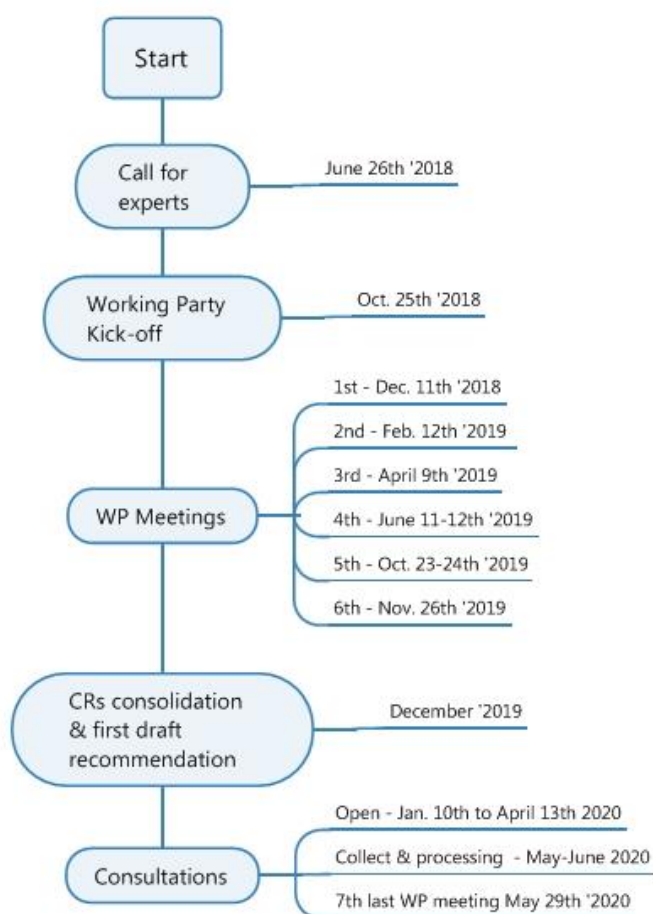 Start
Call for
experts
June 26th '2018
Working Party
Kick-off
Oct. 25th '2018
WP Meetings
1st - Dec. 11th '2018
2nd - Feb. 12th '2019
3rd - April 9th '2019
4th - June 11-12th '2019
5th - Oct. 23-24th '2019
6th - Nov. 26th '2019
CRs consolidation
& first draft
recommendation
December '2019
Consultations
Open - Jan. 10th to April 13th 2020
Collect & processing - May-June 2020
7th last WP meeting May 29th '2020